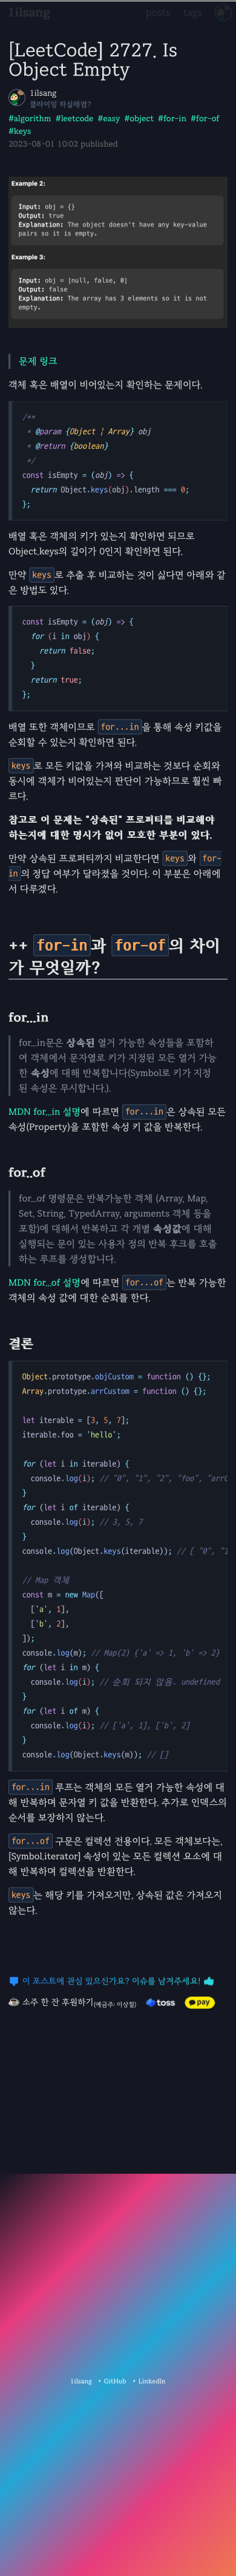 1ilsang
posts
tags
[LeetCode] 2727. Is
Object Empty
1ilsang
클라이밍 하실래염?
#algorithm #leetcode #easy #object #for-in #for-of
#keys
2023-08-01 10:02 published
Example 2:
Input: obj = {}
Output: true
Explanation: The object doesn't have any key-value
pairs so it is empty.
Example 3:
Input: obj = [null, false, 0]
Output: false
Explanation: The array has 3 elements so it is not
empty.
문제 링크
객체 혹은 배열이 비어있는지 확인하는 문제이다.
/**
 * @param {Object | Array} obj
 * @return {boolean}
 */
const isEmpty = (obj) => {
  return Object.keys(obj).length === 0;
};
배열 혹은 객체의 키가 있는지 확인하면 되므로
Object.keys의 길이가 0인지 확인하면 된다.
만약 keys로 추출 후 비교하는 것이 싫다면 아래와 같
은 방법도 있다.
const isEmpty = (obj) => {
  for (i in obj) {
    return false;
  }
  return true;
};
배열 또한 객체이므로 for...in을 통해 속성 키값을
순회할 수 있는지 확인하면 된다.
keys로 모든 키값을 가져와 비교하는 것보다 순회와
동시에 객체가 비어있는지 판단이 가능하므로 훨씬 빠
르다.
참고로 이 문제는 "상속된" 프로퍼티를 비교해야
하는지에 대한 명시가 없어 모호한 부분이 있다.
만약 상속된 프로퍼티까지 비교한다면 keys와 for-
in의 정답 여부가 달라졌을 것이다. 이 부분은 아래에
서 다루겠다.
++ for-in과 for-of의 차이
가 무엇일까?
for...in
for...in문은 상속된 열거 가능한 속성들을 포함하
여 객체에서 문자열로 키가 지정된 모든 열거 가능
한 속성에 대해 반복합니다(Symbol로 키가 지정
된 속성은 무시합니다.).
MDN for...in 설명에 따르면 for...in은 상속된 모든
속성(Property)을 포함한 속성 키 값을 반복한다.
for..of
for...of 명령문은 반복가능한 객체 (Array, Map,
Set, String, TypedArray, arguments 객체 등을
포함)에 대해서 반복하고 각 개별 속성값에 대해
실행되는 문이 있는 사용자 정의 반복 후크를 호출
하는 루프를 생성합니다.
MDN for...of 설명에 따르면 for...of는 반복 가능한
객체의 속성 값에 대한 순회를 한다.
결론
Object.prototype.objCustom = function () {};
Array.prototype.arrCustom = function () {};
let iterable = [3, 5, 7];
iterable.foo = 'hello';
for (let i in iterable) {
  console.log(i); // "0", "1", "2", "foo", "arrC
}
for (let i of iterable) {
  console.log(i); // 3, 5, 7
}
console.log(Object.keys(iterable)); // [ "0", "1
// Map 객체
const m = new Map([
  ['a', 1],
  ['b', 2],
]);
console.log(m); // Map(2) {'a' => 1, 'b' => 2}
for (let i in m) {
  console.log(i); // 순회 되지 않음. undefined
}
for (let i of m) {
  console.log(i); // ['a', 1], ['b', 2]
}
console.log(Object.keys(m)); // []
for...in 루프는 객체의 모든 열거 가능한 속성에 대
해 반복하며 문자열 키 값을 반환한다. 추가로 인덱스의
순서를 보장하지 않는다.
for...of 구문은 컬렉션 전용이다. 모든 객체보다는,
[Symbol.iterator] 속성이 있는 모든 컬렉션 요소에 대
해 반복하며 컬렉션을 반환한다.
keys는 해당 키를 가져오지만, 상속된 값은 가져오지
않는다.
이 포스트에 관심 있으신가요? 이슈를 남겨주세요!
소주 한 잔 후원하기(예금주: 이상철) toss pay
1ilsang • GitHub • LinkedIn